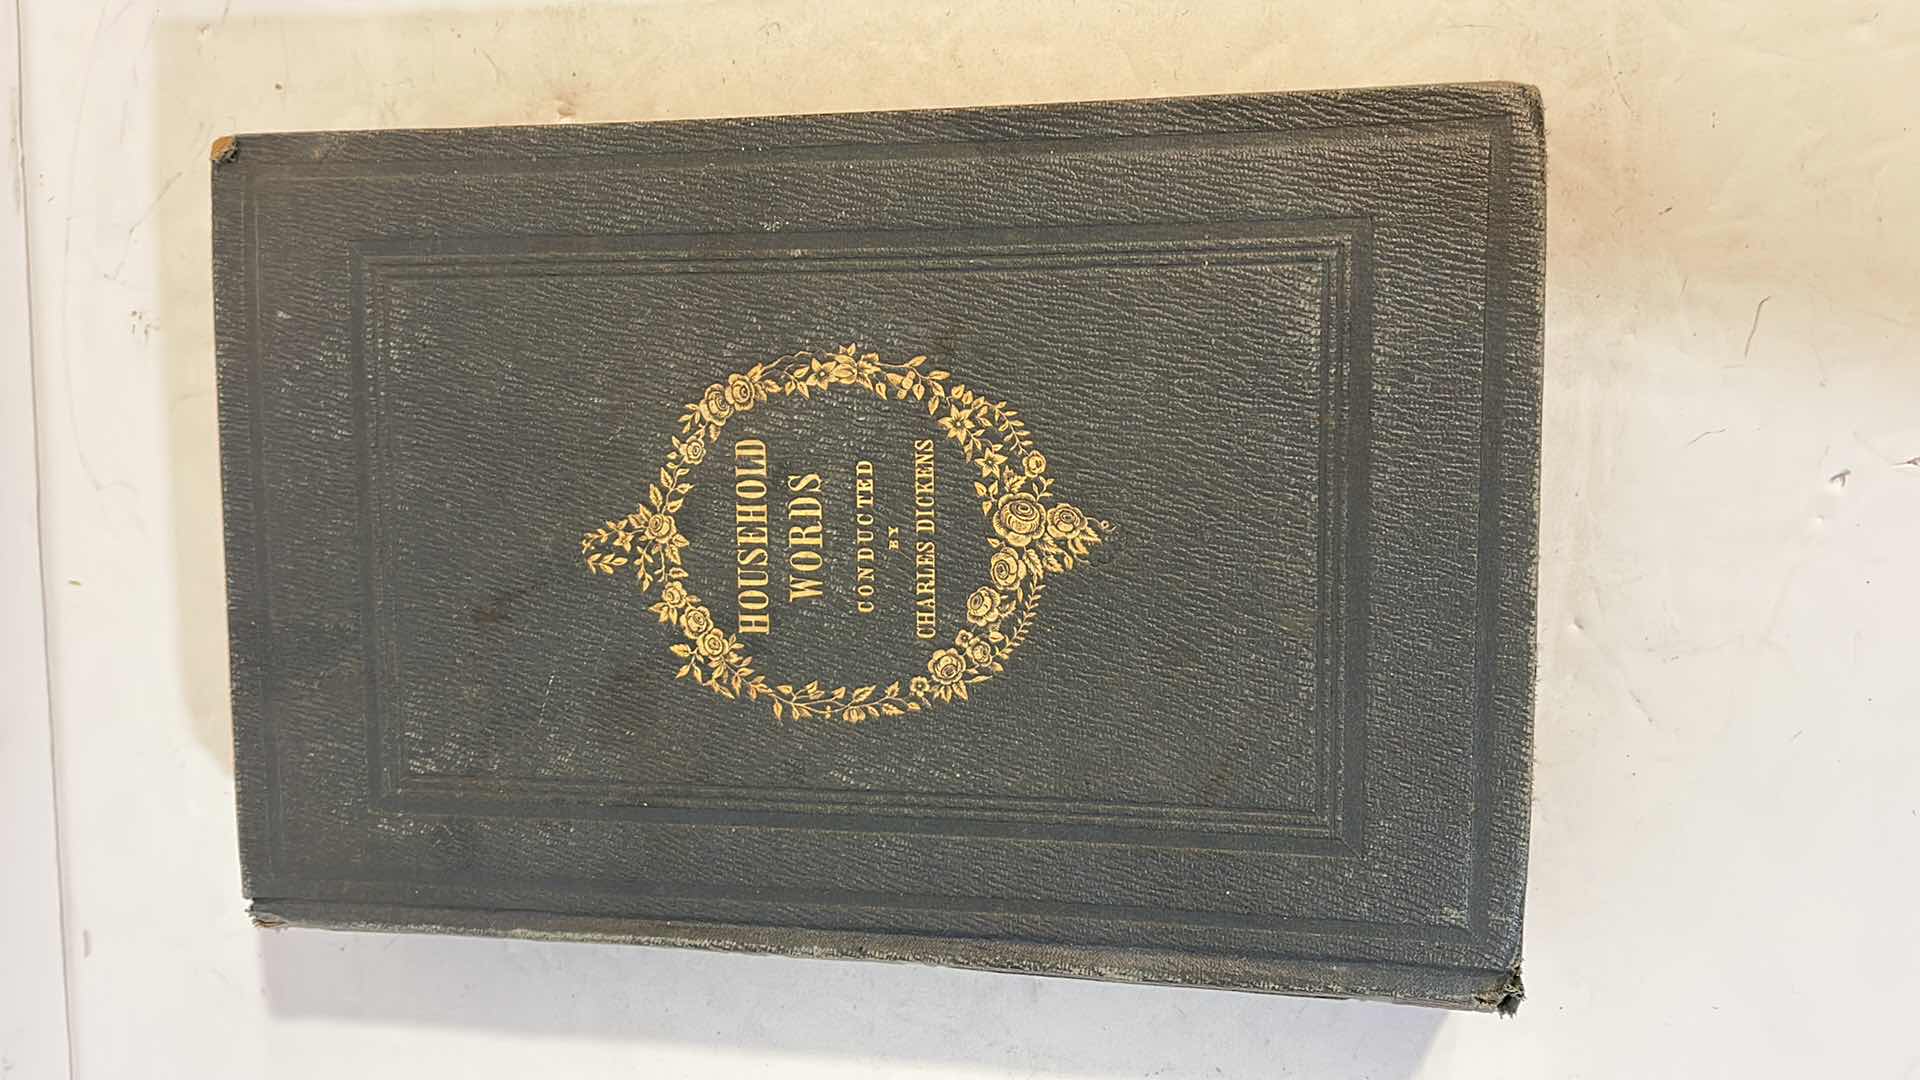 HOUSEHOLD
WORDS
CONDUCTED
BY
CHARLES DICKENS